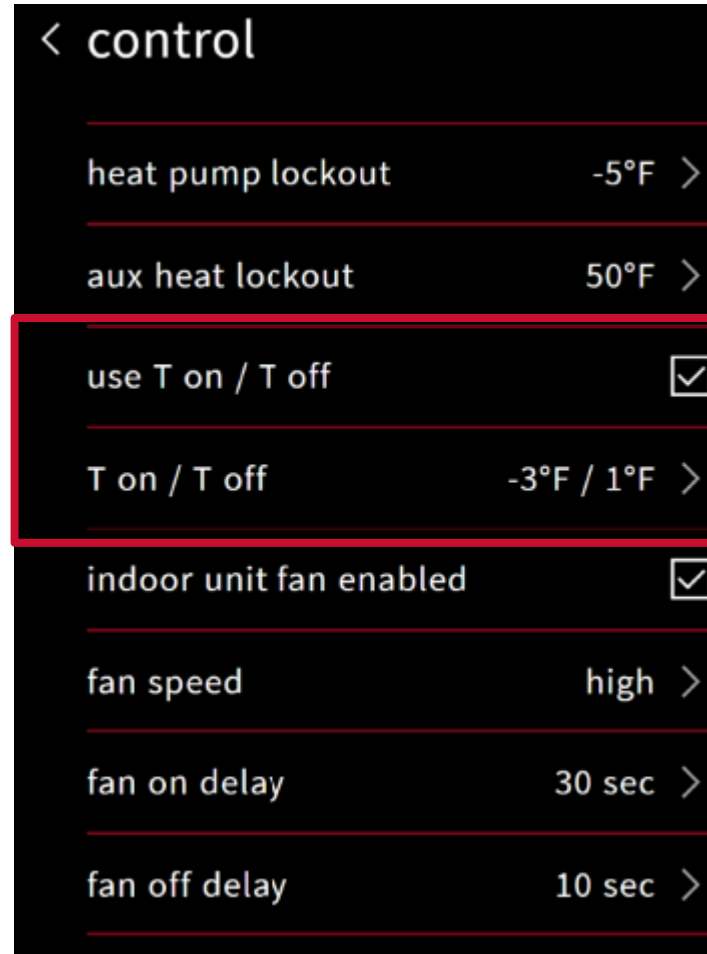 < control
heat pump lockout -5°F >
aux heat lockout 50°F >
use T on / T off
T on / T off -3°F / 1°F >
indoor unit fan enabled
fan speed high >
fan on delay 30 sec >
fan off delay 10 sec >